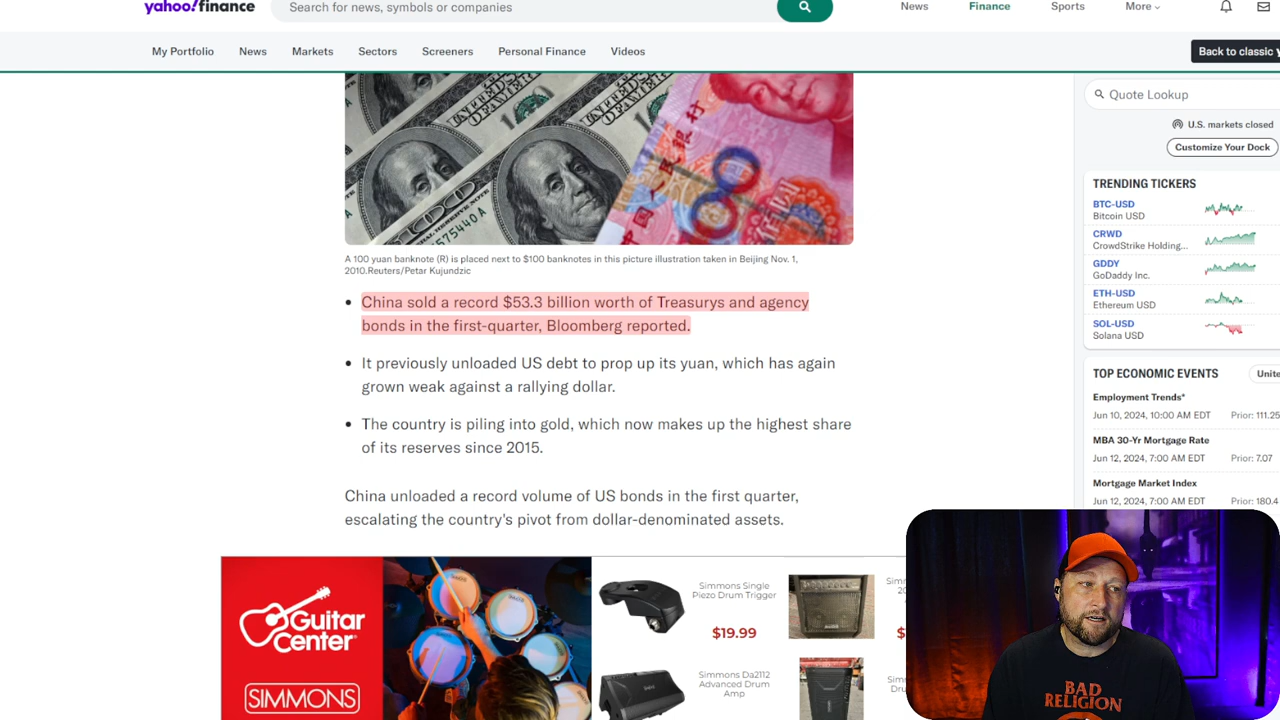 yahoo!finance
Search for news, symbols or companies
News
Finance
Sports
More
My Portfolio
News
Markets
Sectors
Screeners
Personal Finance
Videos
Back to classic
A 100 yuan banknote (R) is placed next to $100 banknotes in this picture illustration taken in Beijing Nov. 1,
2010.Reuters/Petar Kujundzic
• China sold a record $53.3 billion worth of Treasurys and agency
bonds in the first-quarter, Bloomberg reported.
• It previously unloaded US debt to prop up its yuan, which has again
grown weak against a rallying dollar.
• The country is piling into gold, which now makes up the highest share
of its reserves since 2015.
China unloaded a record volume of US bonds in the first quarter,
escalating the country's pivot from dollar-denominated assets.
Guitar
Center
SIMMONS
Simmons Single
Piezo Drum Trigger
$19.99
Simmons Da2112
Advanced Drum
Amp
Quote Lookup
U.S. markets closed
Customize Your Dock
TRENDING TICKERS
BTC-USD
Bitcoin USD
CRWD
CrowdStrike Holding...
GDDY
GoDaddy Inc.
ETH-USD
Ethereum USD
SOL-USD
Solana USD
TOP ECONOMIC EVENTS
Employment Trends*
Jun 10, 2024, 10:00 AM EDT Prior: 111.25
MBA 30-Yr Mortgage Rate
Jun 12, 2024, 7:00 AM EDT Prior: 7.07
Mortgage Market Index
Jun 12, 2024, 7:00 AM EDT Prior: 180.4
BAD
RELIGION